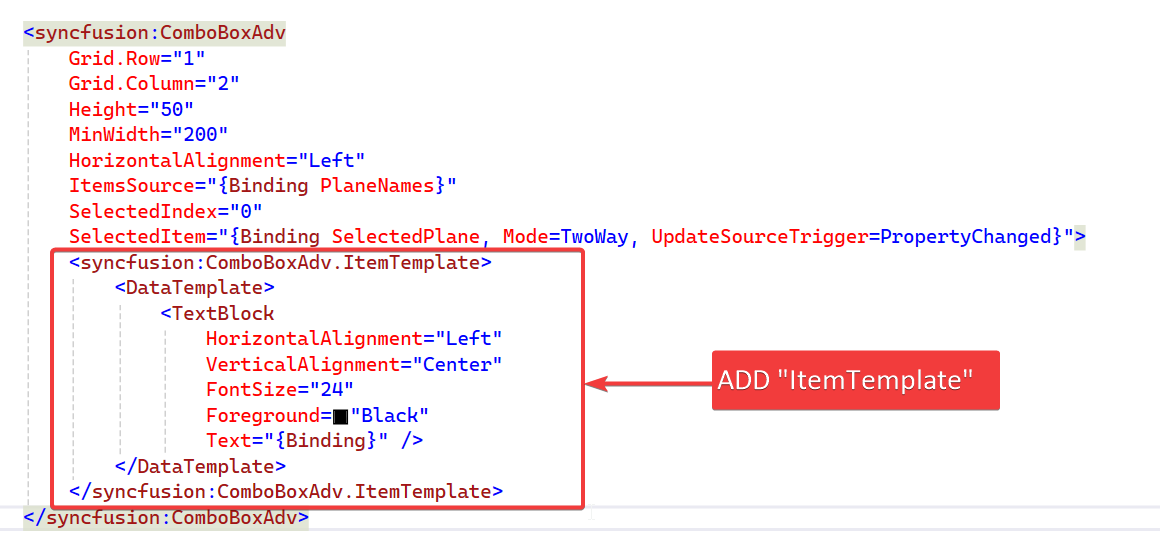 <syncfusion:ComboBoxAdv
Grid.Row="1"
Grid.Column="2"
Height="50"
MinWidth="200"
HorizontalAlignment="Left"
ItemsSource="{Binding PlaneNames}"
SelectedIndex="0"
SelectedItem="{Binding SelectedPlane, Mode=TwoWay, UpdateSourceTrigger=PropertyChanged}">
<syncfusion:ComboBoxAdv.ItemTemplate>
<DataTemplate>
<TextBlock
HorizontalAlignment="Left"
VerticalAlignment="Center"
FontSize="24"
ADD "ItemTemplate"
Foreground="Black"
Text="{Binding}" />
</DataTemplate>
</syncfusion:ComboBoxAdv.ItemTemplate>
</syncfusion:ComboBoxAdv>